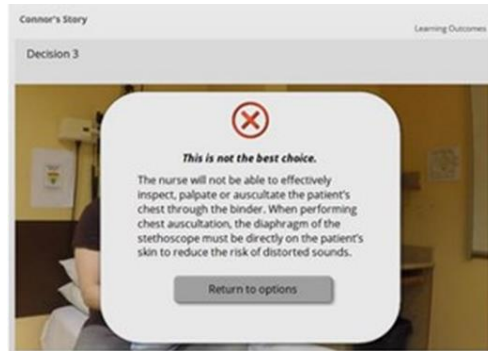 Connor's Story
Learning Outcomes
Decision 3
This is not the best choice.
The nurse will not be able to effectively
inspect, palpate or auscultate the patient's
chest through the binder. When performing
chest auscultation, the diaphragm of the
stethoscope must be directly on the patient's
skin to reduce the risk of distorted sounds.
Return to options